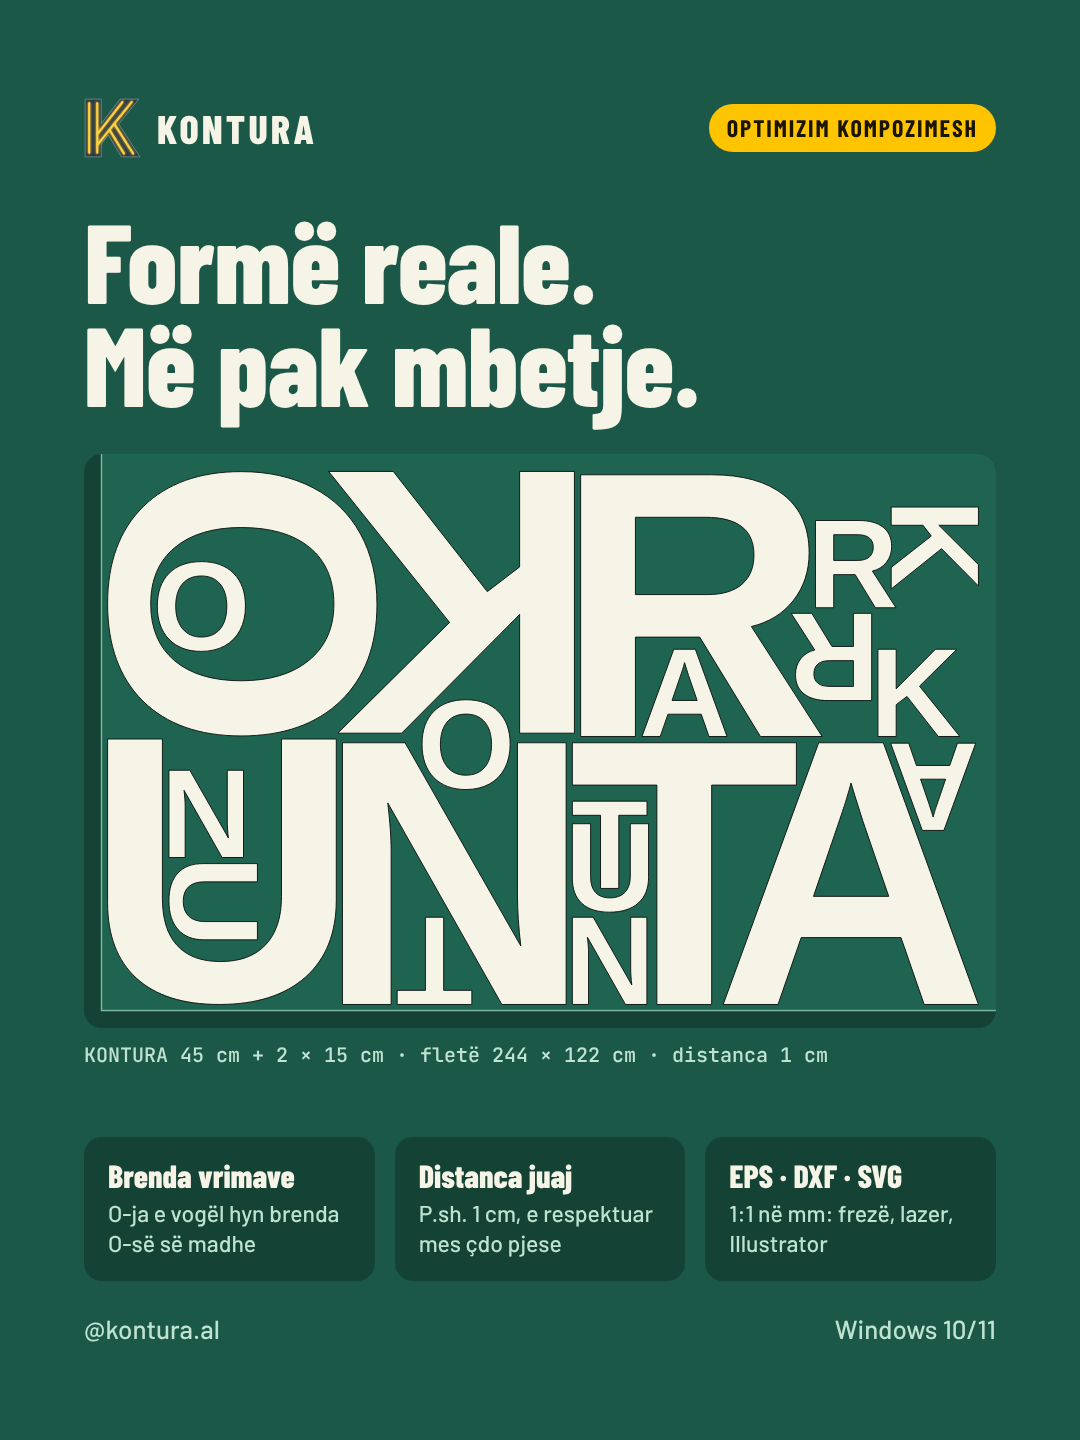 KONTURA
OPTIMIZIM KOMPOZIMESH
Formë reale.
Më pak mbetje.
O K R R K
O R K
O A
U N T A A
N T
U U
T N
KONTURA 45 cm + 2 × 15 cm · fletë 244 × 122 cm · distanca 1 cm
Brenda vrimave
O-ja e vogël hyn brenda
O-së së madhe
Distanca juaj
P.sh. 1 cm, e respektuar
mes çdo pjese
EPS · DXF · SVG
1:1 në mm: frezë, lazer,
Illustrator
@kontura.al
Windows 10/11